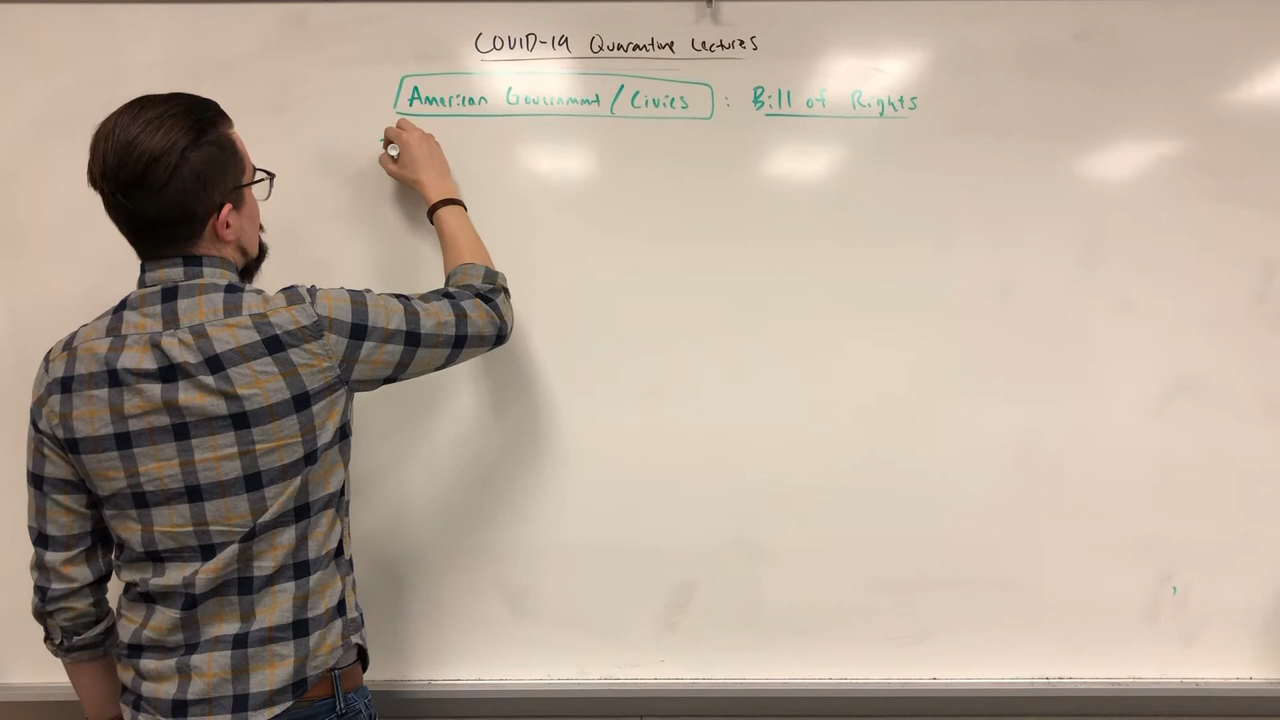 COVID-19 Quarantine Lectures
American Government/Civics : Bill of Rights